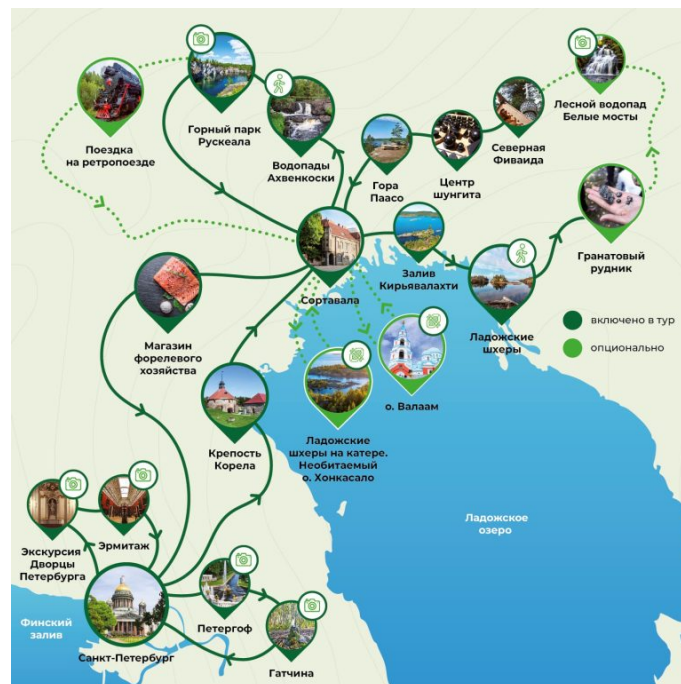 Поездка
на ретропоезде
Горный парк
Рускеала
Водопады
Ахвенкоски
Гора
Паасо
Центр
шунгита
Северная
Фиваида
Лесной водопад
Белые мосты
Гранатовый
рудник
Сортавала
Залив
Кирьявалахти
Ладожские
шхеры
включено в тур
опционально
Магазин
форелевого
хозяйства
Крепость
Корела
Ладожские
шхеры на катере.
Необитаемый
о. Хонкасало
о. Валаам
Ладожское
озеро
Экскурсия
Дворцы
Петербурга
Эрмитаж
Финский
залив
Санкт-Петербург
Петергоф
Гатчина